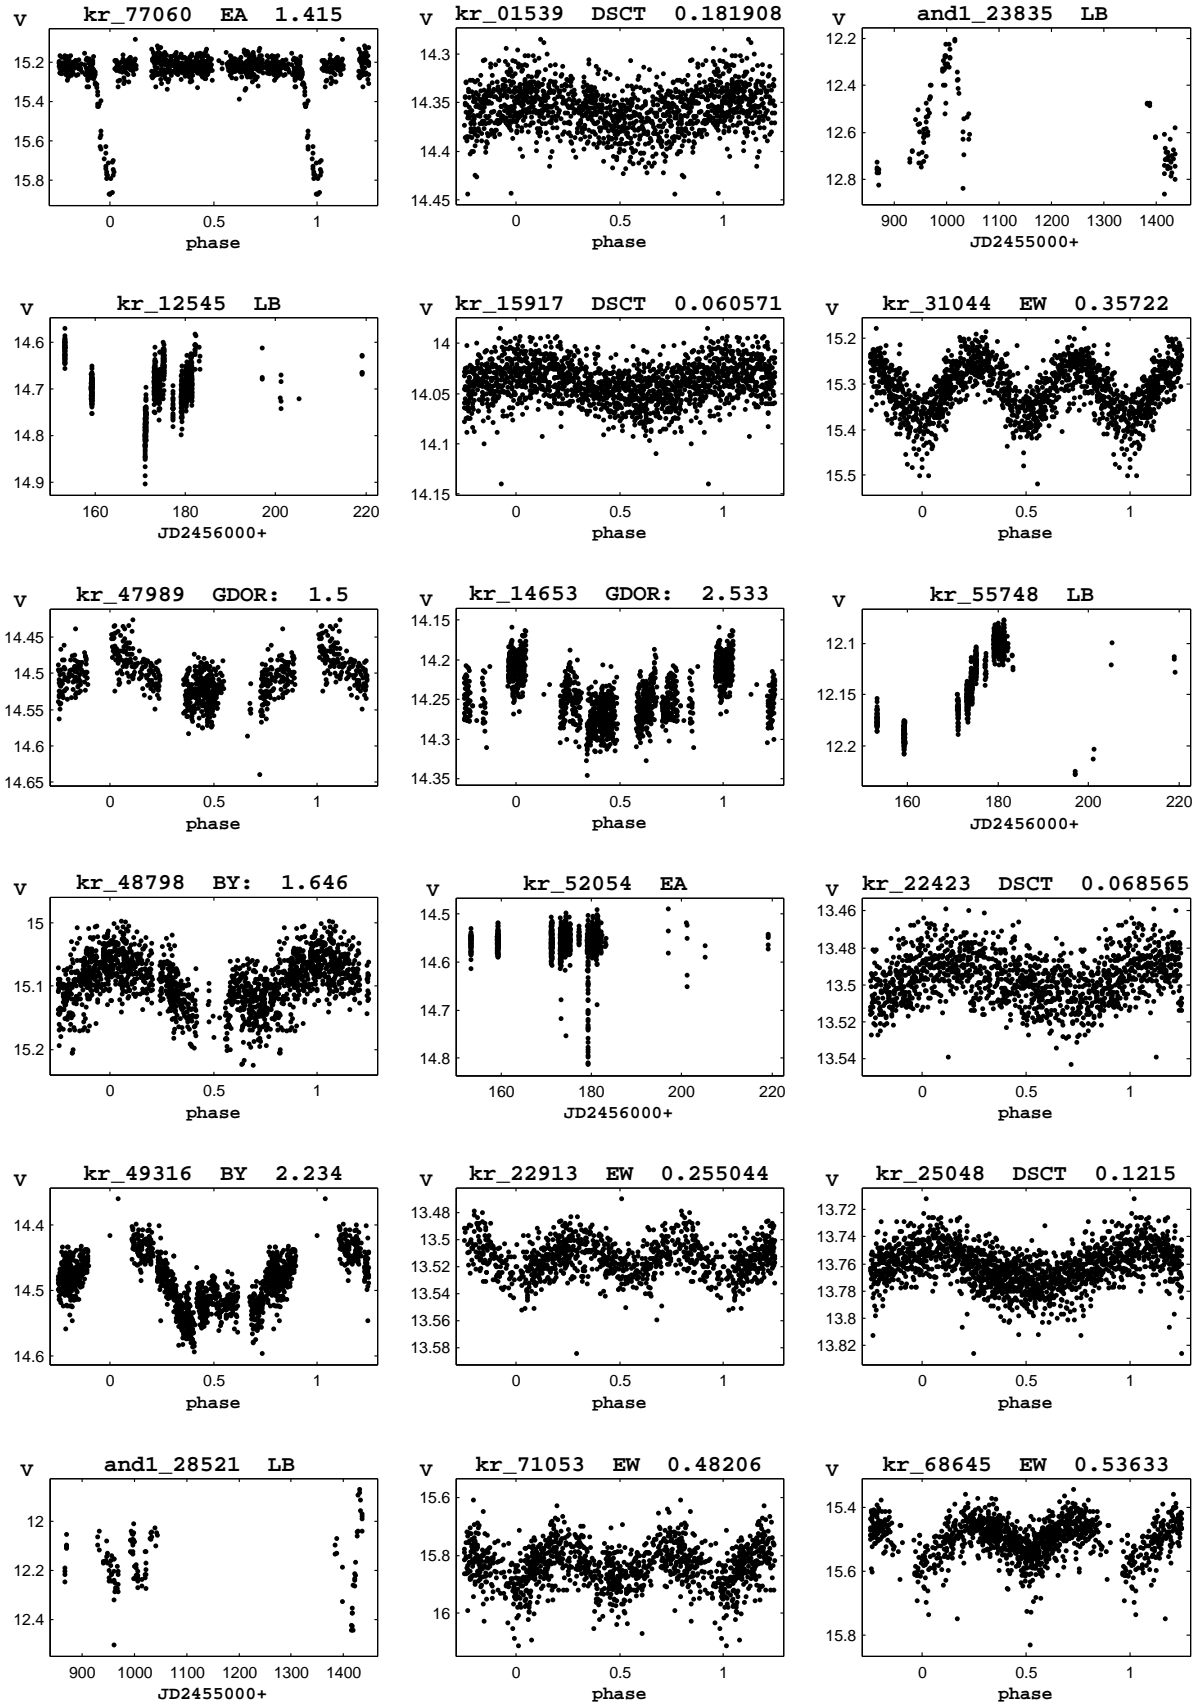 V kr_77060 EA 1.415
15.2
15.4
15.6
15.8
0 0.5 1
phase
V kr_01539 DSCT 0.181908
14.3
14.35
14.4
14.45
0 0.5 1
phase
V and1_23835 LB
12.2
12.4
12.6
12.8
900 1000 1100 1200 1300 1400
JD2455000+
V kr_12545 LB
14.6
14.7
14.8
14.9
160 180 200 220
JD2456000+
V kr_15917 DSCT 0.060571
14
14.05
14.1
14.15
0 0.5 1
phase
V kr_31044 EW 0.35722
15.2
15.3
15.4
15.5
0 0.5 1
phase
V kr_47989 GDOR: 1.5
14.45
14.5
14.55
14.6
14.65
0 0.5 1
phase
V kr_14653 GDOR: 2.533
14.15
14.2
14.25
14.3
14.35
0 0.5 1
phase
V kr_55748 LB
12.1
12.15
12.2
160 180 200 220
JD2456000+
V kr_48798 BY: 1.646
15
15.1
15.2
0 0.5 1
phase
V kr_52054 EA
14.5
14.6
14.7
14.8
160 180 200 220
JD2456000+
V kr_22423 DSCT 0.068565
13.46
13.48
13.5
13.52
13.54
0 0.5 1
phase
V kr_49316 BY 2.234
14.4
14.5
14.6
0 0.5 1
phase
V kr_22913 EW 0.255044
13.48
13.5
13.52
13.54
13.56
13.58
0 0.5 1
phase
V kr_25048 DSCT 0.1215
13.72
13.74
13.76
13.78
13.8
13.82
0 0.5 1
phase
V and1_28521 LB
12
12.2
12.4
900 1000 1100 1200 1300 1400
JD2455000+
V kr_71053 EW 0.48206
15.6
15.8
16
0 0.5 1
phase
V kr_68645 EW 0.53633
15.4
15.6
15.8
0 0.5 1
phase